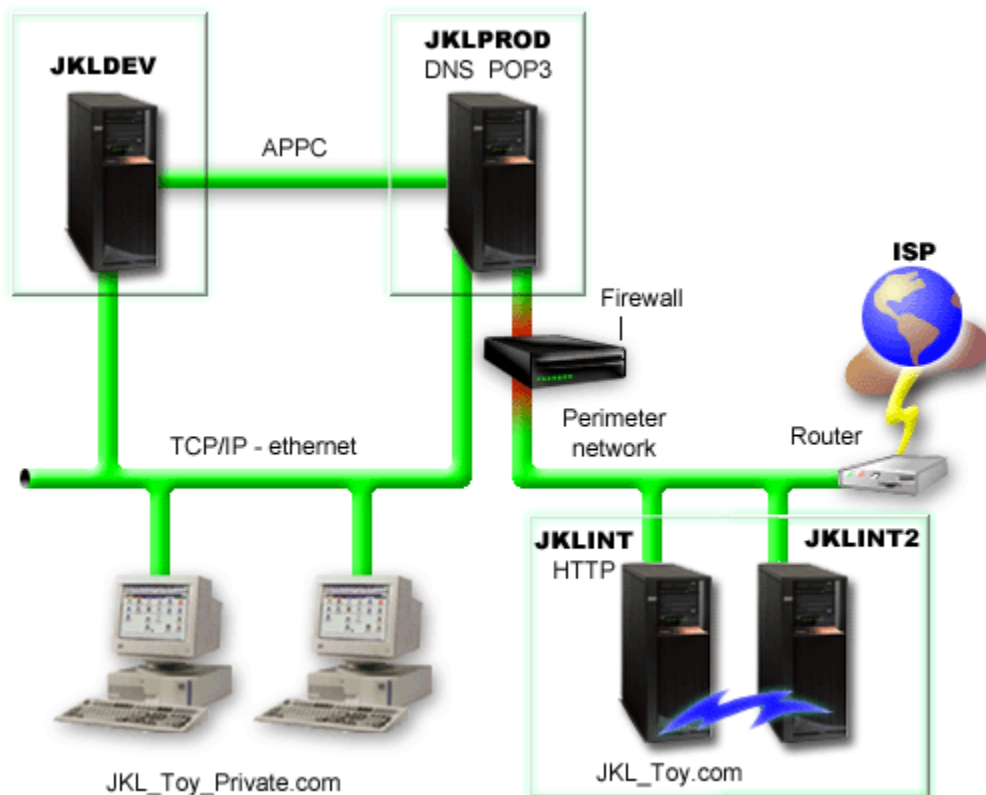 JKLDEV
JKLPROD
DNS POP3
APPC
ISP
Firewall
Perimeter
network
Router
TCP/IP - ethernet
JKLINT
HTTP
JKLINT2
JKL_Toy.com
JKL_Toy_Private.com